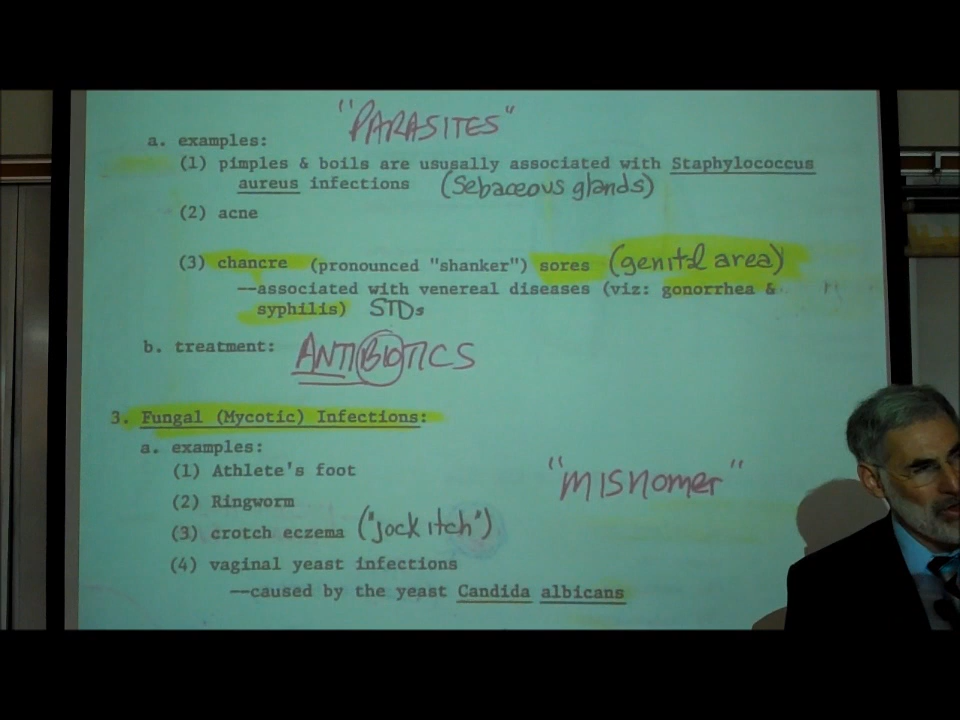 "PARASITES"
a. examples:
(1) pimples & boils are ususally associated with Staphylococcus
aureus infections (Sebaceous glands)
(2) acne
(3) chancre (pronounced "shanker") sores (genital area)
--associated with venereal diseases (viz: gonorrhea &
syphilis) STDs
b. treatment: ANTIBIOTICS
3. Fungal (Mycotic) Infections:
a. examples:
(1) Athlete's foot
(2) Ringworm "misnomer"
(3) crotch eczema ("jock itch")
(4) vaginal yeast infections
--caused by the yeast Candida albicans